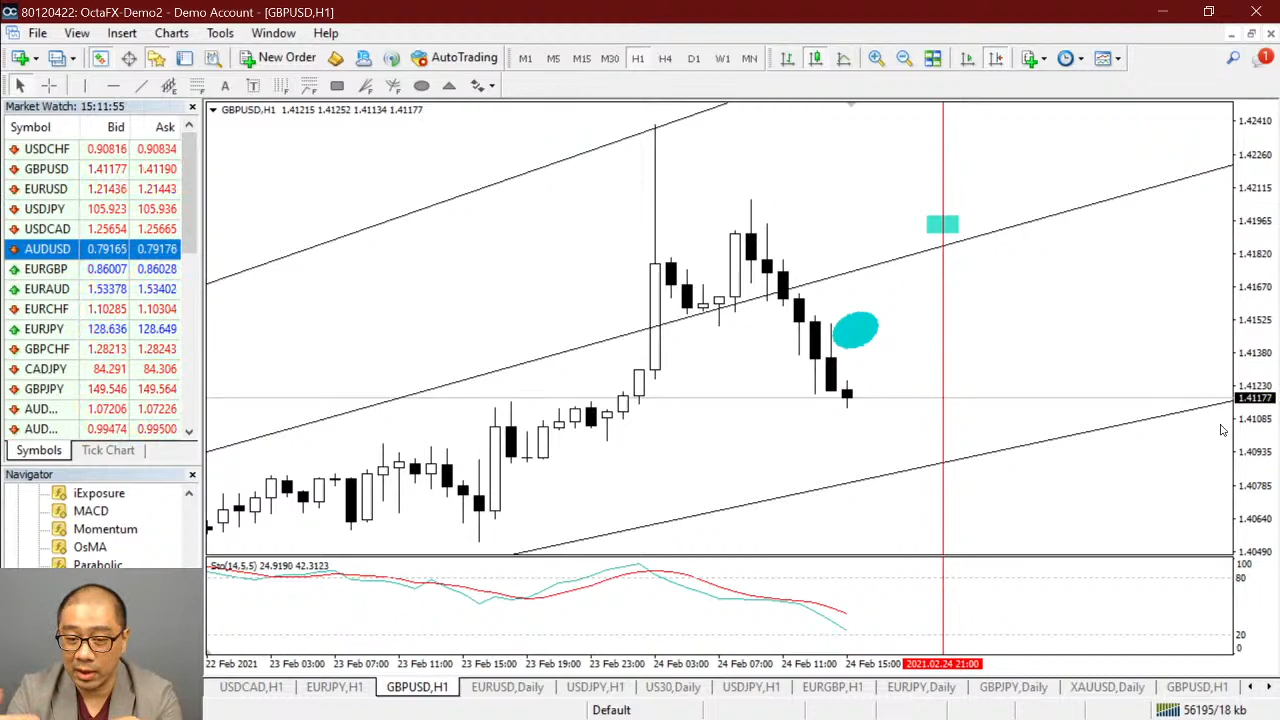 80120422: OctaFX-Demo2 - Demo Account - [GBPUSD,H1]
File View Insert Charts Tools Window Help
New Order AutoTrading M1 M5 M15 M30 H1 H4 D1 W1 MN 1
A T
Market Watch: 15:11:55
Symbol Bid Ask
USDCHF 0.90816 0.90834
GBPUSD 1.41177 1.41190
EURUSD 1.21436 1.21443
USDJPY 105.923 105.936
USDCAD 1.25654 1.25665
AUDUSD 0.79165 0.79176
EURGBP 0.86007 0.86028
EURAUD 1.53378 1.53402
EURCHF 1.10285 1.10304
EURJPY 128.636 128.649
GBPCHF 1.28213 1.28243
CADJPY 84.291 84.306
GBPJPY 149.546 149.564
AUD... 1.07206 1.07226
AUD... 0.99474 0.99500
Symbols Tick Chart
Navigator
iExposure
MACD
Momentum
OsMA
Parabolic
GBPUSD,H1 1.41215 1.41252 1.41134 1.41177
1.42410
1.42260
1.42115
1.41965
1.41820
1.41670
1.41525
1.41380
1.41230
1.41177
1.41085
1.40935
1.40785
1.40640
1.40490
Sto(14,5,5) 24.9190 42.3123
100
80
20
0
22 Feb 2021 23 Feb 03:00 23 Feb 07:00 23 Feb 11:00 23 Feb 15:00 23 Feb 19:00 23 Feb 23:00 24 Feb 03:00 24 Feb 07:00 24 Feb 11:00 24 Feb 15:00 2021.02.24 21:00
USDCAD,H1 EURJPY,H1 GBPUSD,H1 EURUSD,Daily USDJPY,H1 US30,Daily USDJPY,H1 EURGBP,H1 EURJPY,Daily GBPJPY,Daily XAUUSD,Daily GBPUSD,H1
Default 56195/18 kb